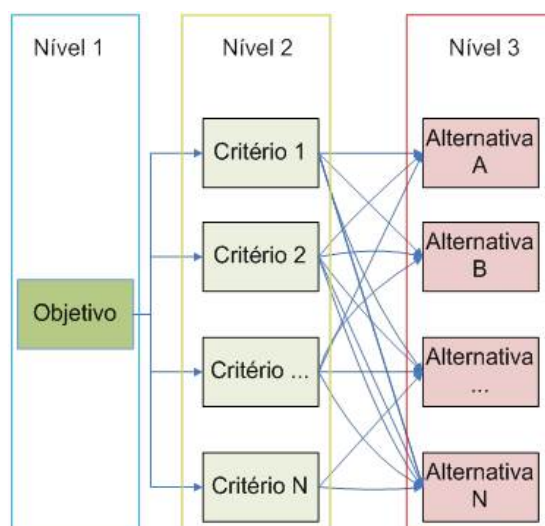 Nível 1
Nível 2
Nível 3
Objetivo
Critério 1
Critério 2
Critério ...
Critério N
Alternativa
A
Alternativa
B
Alternativa
...
Alternativa
N